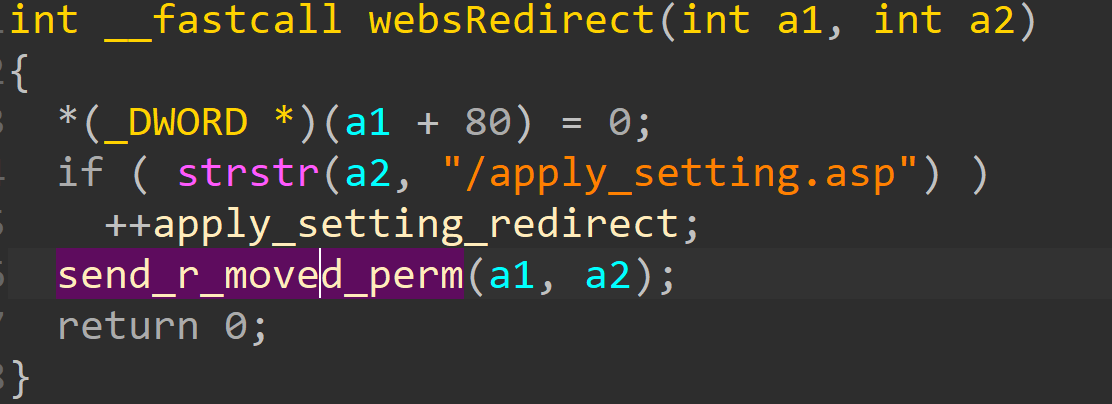 int __fastcall websRedirect(int a1, int a2)
{
  *(_DWORD *)(a1 + 80) = 0;
  if ( strstr(a2, "/apply_setting.asp") )
    ++apply_setting_redirect;
  send_r_moved_perm(a1, a2);
  return 0;
}